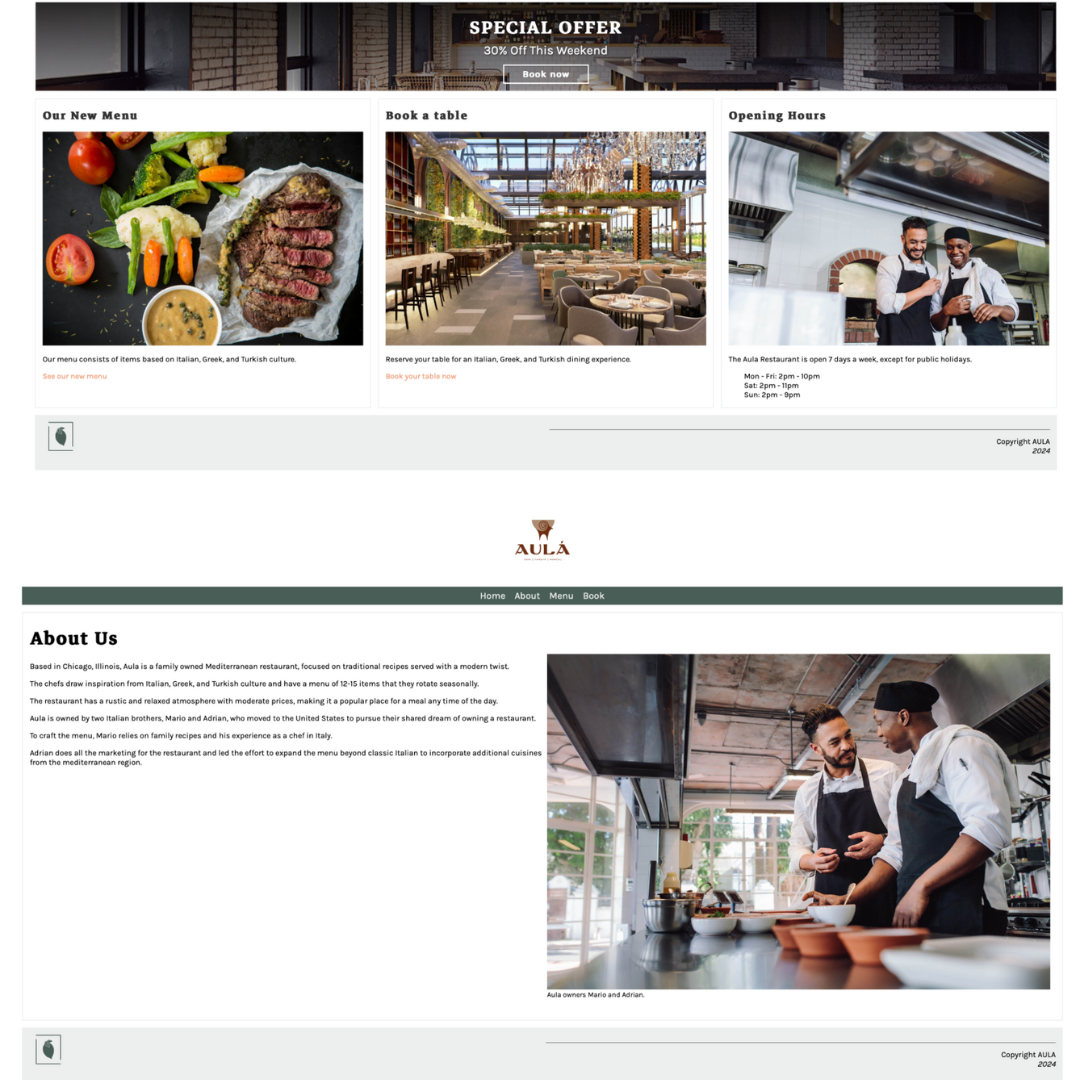 SPECIAL OFFER
30% Off This Weekend
Book now
Our New Menu
Our menu consists of items based on Italian, Greek, and Turkish culture.
See our new menu
Book a table
Reserve your table for an Italian, Greek, and Turkish dining experience.
Book your table now
Opening Hours
The Aula Restaurant is open 7 days a week, except for public holidays.
Mon - Fri: 2pm - 10pm
Sat: 2pm - 11pm
Sun: 2pm - 9pm
Copyright AULA
2024
AULÁ
Home About Menu Book
About Us
Based in Chicago, Illinois, Aula is a family owned Mediterranean restaurant, focused on traditional recipes served with a modern twist.
The chefs draw inspiration from Italian, Greek, and Turkish culture and have a menu of 12-15 items that they rotate seasonally.
The restaurant has a rustic and relaxed atmosphere with moderate prices, making it a popular place for a meal any time of the day.
Aula is owned by two Italian brothers, Mario and Adrian, who moved to the United States to pursue their shared dream of owning a restaurant.
To craft the menu, Mario relies on family recipes and his experience as a chef in Italy.
Adrian does all the marketing for the restaurant and led the effort to expand the menu beyond classic Italian to incorporate additional cuisines
from the mediterranean region.
Aula owners Mario and Adrian.
Copyright AULA
2024